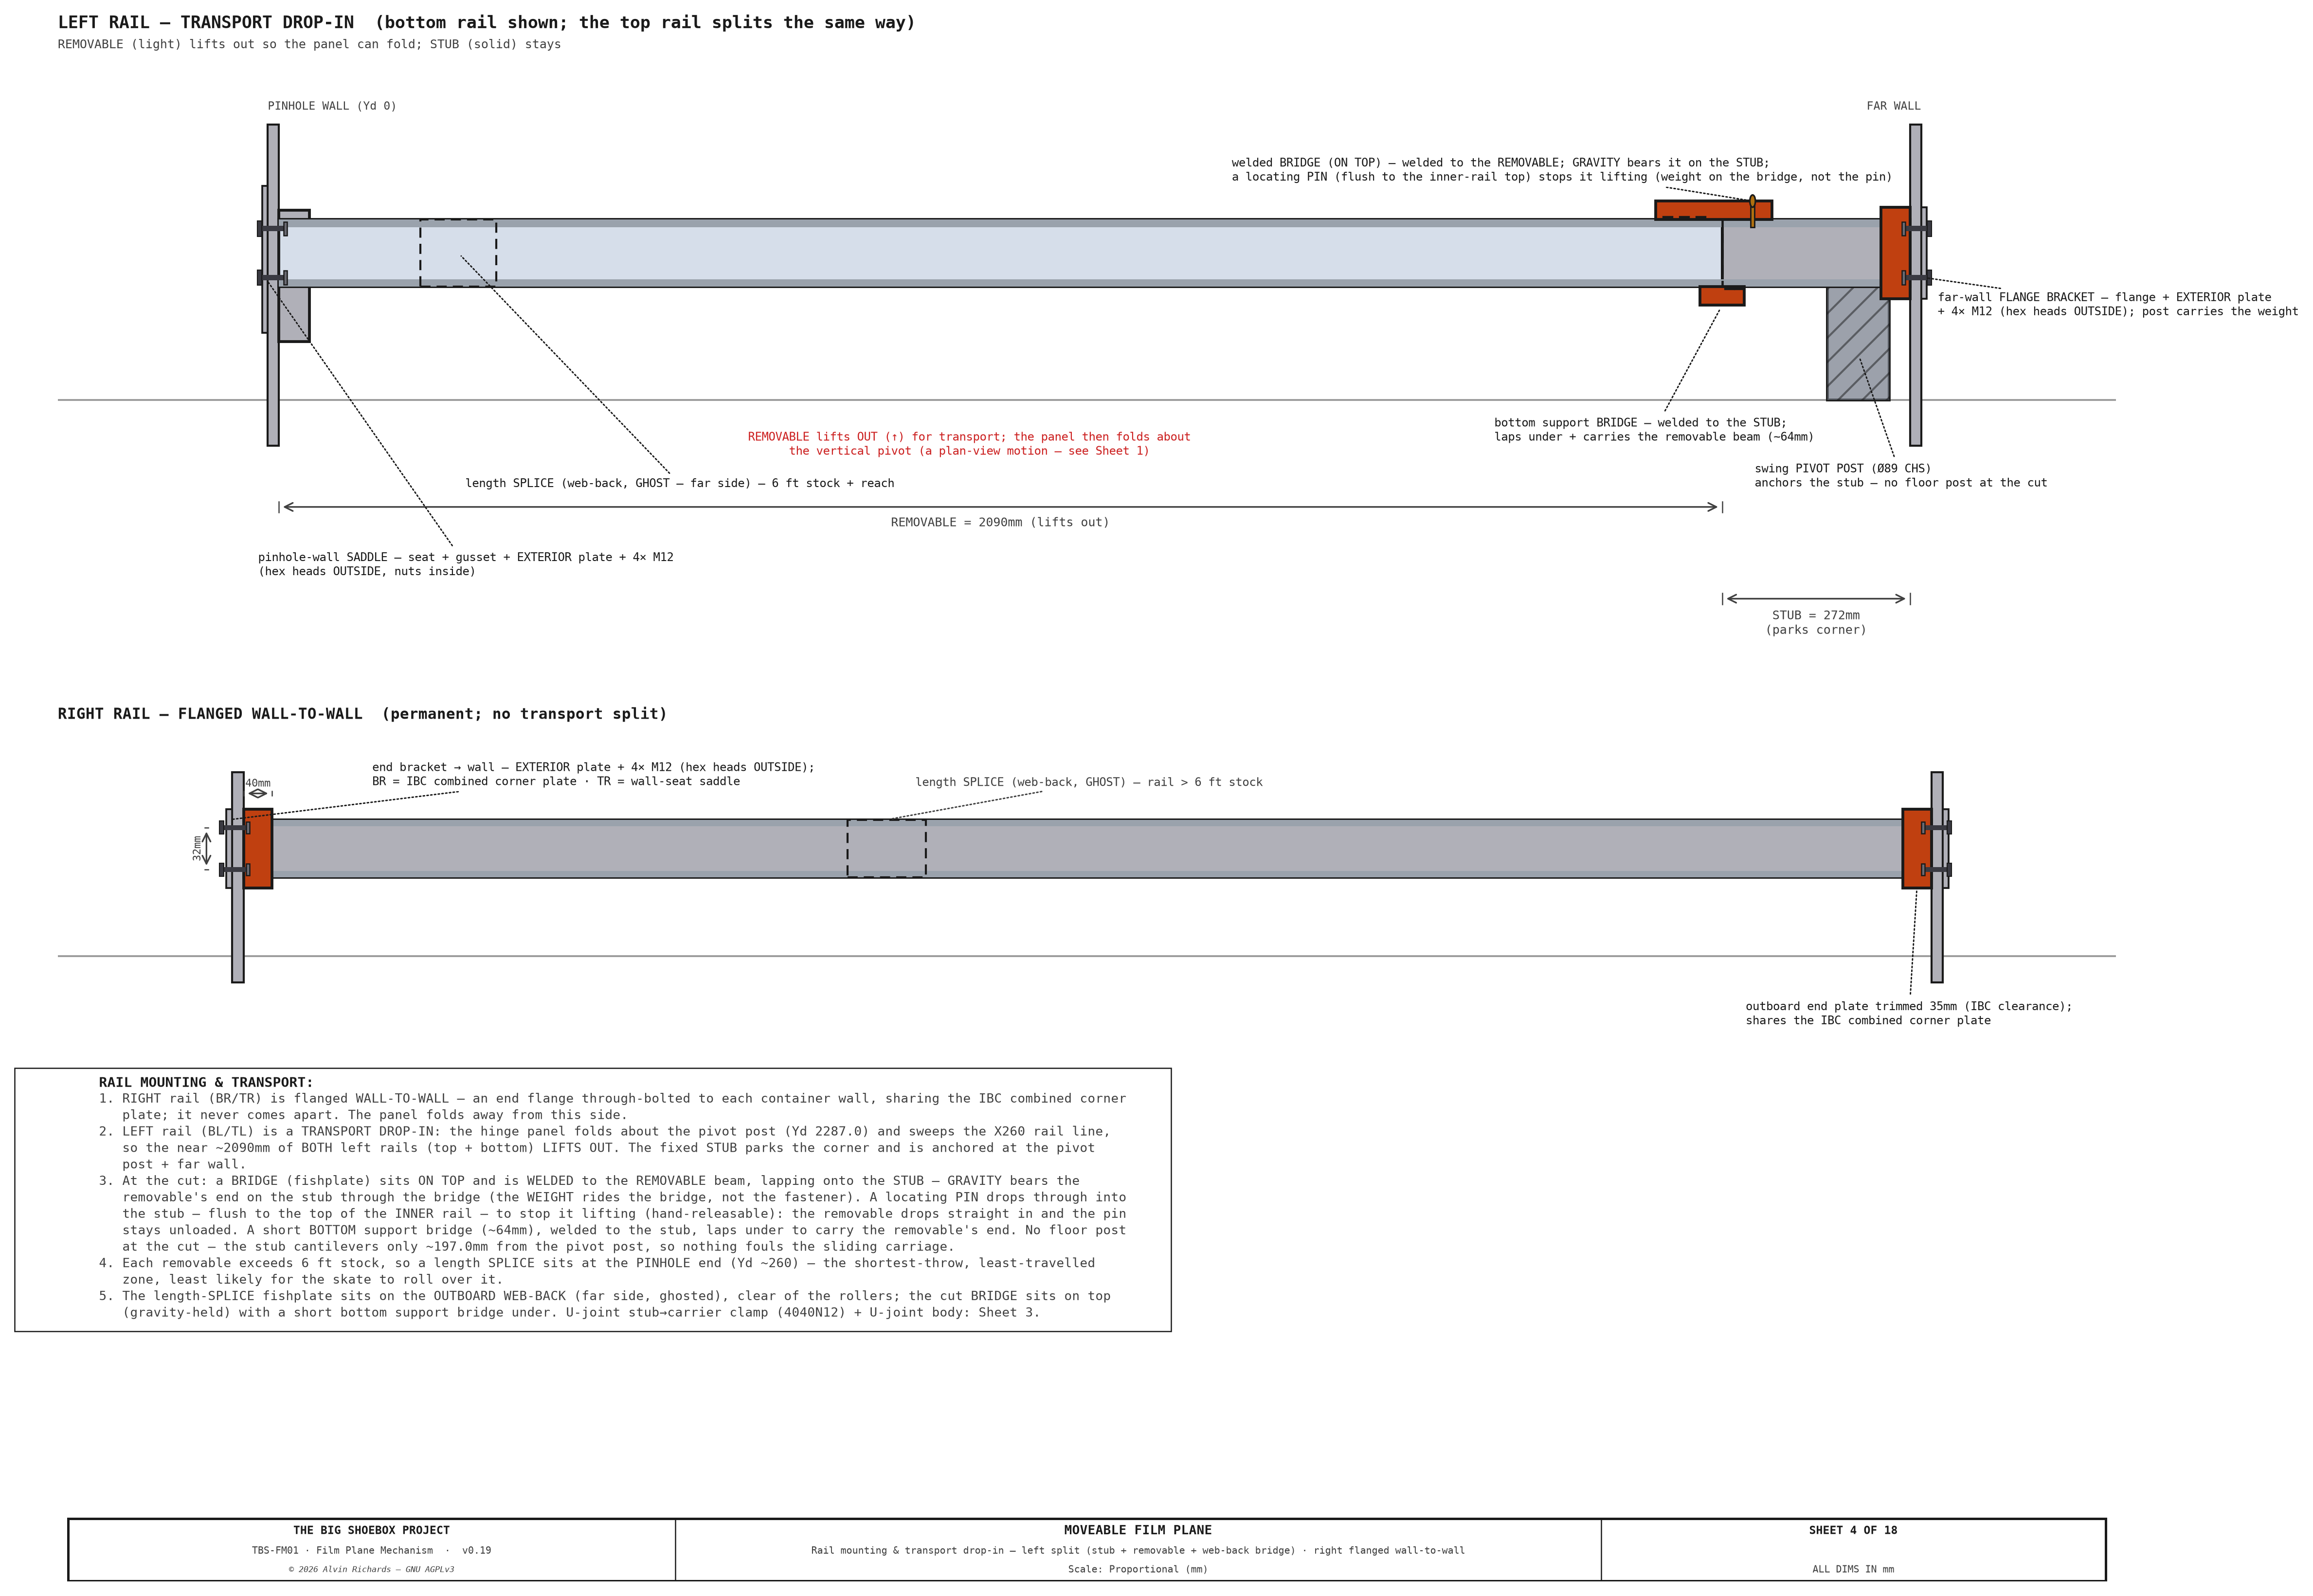 LEFT RAIL — TRANSPORT DROP-IN  (bottom rail shown; the top rail splits the same way)
REMOVABLE (light) lifts out so the panel can fold; STUB (solid) stays
PINHOLE WALL (Yd 0)
FAR WALL
welded BRIDGE (ON TOP) — welded to the REMOVABLE; GRAVITY bears it on the STUB;
a locating PIN (flush to the inner-rail top) stops it lifting (weight on the bridge, not the pin)
far-wall FLANGE BRACKET — flange + EXTERIOR plate
+ 4× M12 (hex heads OUTSIDE); post carries the weight
bottom support BRIDGE — welded to the STUB;
laps under + carries the removable beam (~64mm)
REMOVABLE lifts OUT (↑) for transport; the panel then folds about
the vertical pivot (a plan-view motion — see Sheet 1)
swing PIVOT POST (Ø89 CHS)
anchors the stub — no floor post at the cut
length SPLICE (web-back, GHOST — far side) — 6 ft stock + reach
REMOVABLE = 2090mm (lifts out)
pinhole-wall SADDLE — seat + gusset + EXTERIOR plate + 4× M12
(hex heads OUTSIDE, nuts inside)
STUB = 272mm
(parks corner)
RIGHT RAIL — FLANGED WALL-TO-WALL  (permanent; no transport split)
end bracket → wall — EXTERIOR plate + 4× M12 (hex heads OUTSIDE);
BR = IBC combined corner plate · TR = wall-seat saddle
length SPLICE (web-back, GHOST) — rail > 6 ft stock
40mm
32mm
outboard end plate trimmed 35mm (IBC clearance);
shares the IBC combined corner plate
RAIL MOUNTING & TRANSPORT:
1. RIGHT rail (BR/TR) is flanged WALL-TO-WALL — an end flange through-bolted to each container wall, sharing the IBC combined corner
plate; it never comes apart. The panel folds away from this side.
2. LEFT rail (BL/TL) is a TRANSPORT DROP-IN: the hinge panel folds about the pivot post (Yd 2287.0) and sweeps the X260 rail line,
so the near ~2090mm of BOTH left rails (top + bottom) LIFTS OUT. The fixed STUB parks the corner and is anchored at the pivot
post + far wall.
3. At the cut: a BRIDGE (fishplate) sits ON TOP and is WELDED to the REMOVABLE beam, lapping onto the STUB — GRAVITY bears the
removable's end on the stub through the bridge (the WEIGHT rides the bridge, not the fastener). A locating PIN drops through into
the stub — flush to the top of the INNER rail — to stop it lifting (hand-releasable): the removable drops straight in and the pin
stays unloaded. A short BOTTOM support bridge (~64mm), welded to the stub, laps under to carry the removable's end. No floor post
at the cut — the stub cantilevers only ~197.0mm from the pivot post, so nothing fouls the sliding carriage.
4. Each removable exceeds 6 ft stock, so a length SPLICE sits at the PINHOLE end (Yd ~260) — the shortest-throw, least-travelled
zone, least likely for the skate to roll over it.
5. The length-SPLICE fishplate sits on the OUTBOARD WEB-BACK (far side, ghosted), clear of the rollers; the cut BRIDGE sits on top
(gravity-held) with a short bottom support bridge under. U-joint stub→carrier clamp (4040N12) + U-joint body: Sheet 3.
THE BIG SHOEBOX PROJECT
TBS-FM01 · Film Plane Mechanism  ·  v0.19
© 2026 Alvin Richards — GNU AGPLv3
MOVEABLE FILM PLANE
Rail mounting & transport drop-in — left split (stub + removable + web-back bridge) · right flanged wall-to-wall
Scale: Proportional (mm)
SHEET 4 OF 18
ALL DIMS IN mm